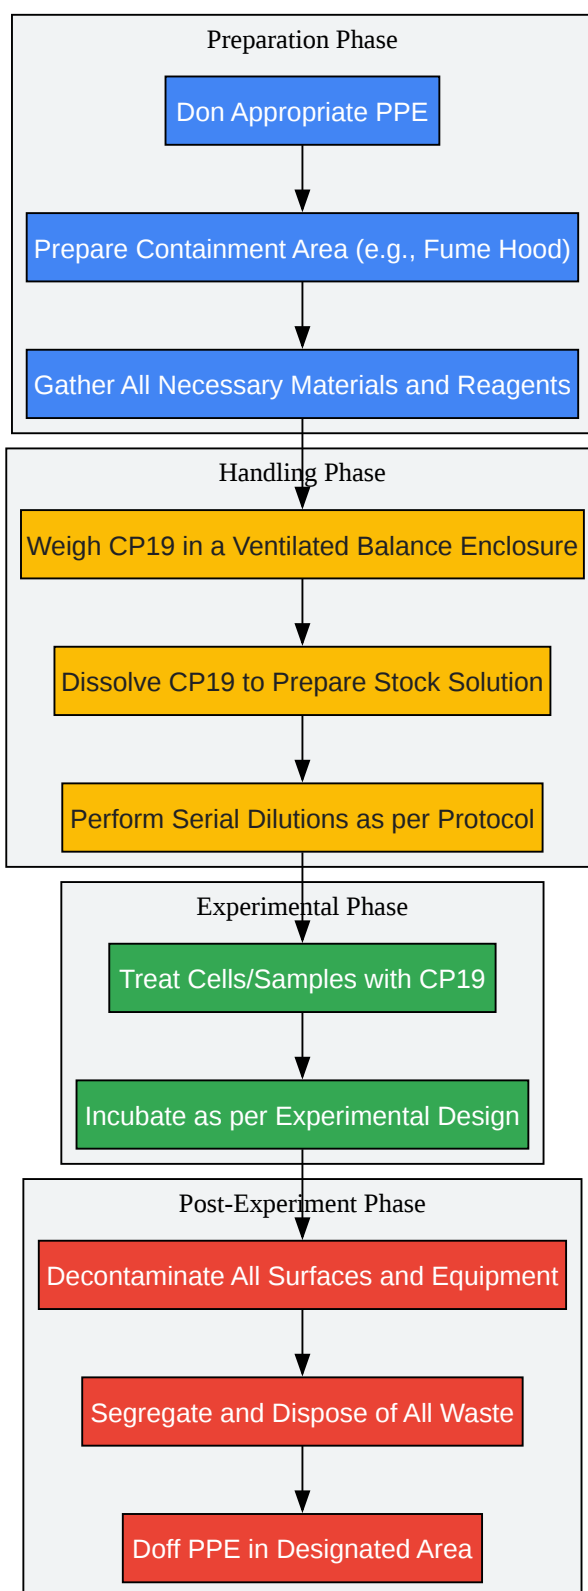 Preparation Phase
Don Appropriate PPE
Prepare Containment Area (e.g., Fume Hood)
Gather All Necessary Materials and Reagents
Handling Phase
Weigh CP19 in a Ventilated Balance Enclosure
Dissolve CP19 to Prepare Stock Solution
Perform Serial Dilutions as per Protocol
Experimental Phase
Treat Cells/Samples with CP19
Incubate as per Experimental Design
Post-Experiment Phase
Decontaminate All Surfaces and Equipment
Segregate and Dispose of All Waste
Doff PPE in Designated Area